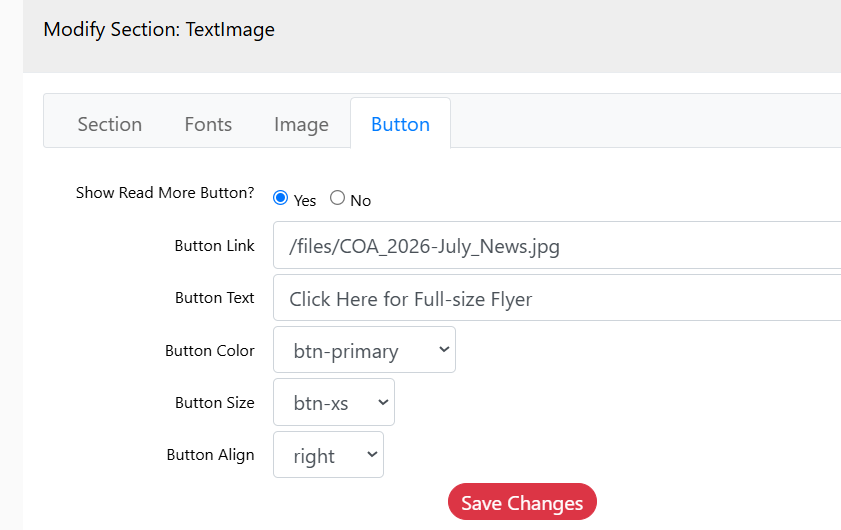 Modify Section: TextImage
Section Fonts Image Button
Show Read More Button? Yes No
Button Link /files/COA_2026-July_News.jpg
Button Text Click Here for Full-size Flyer
Button Color btn-primary
Button Size btn-xs
Button Align right
Save Changes